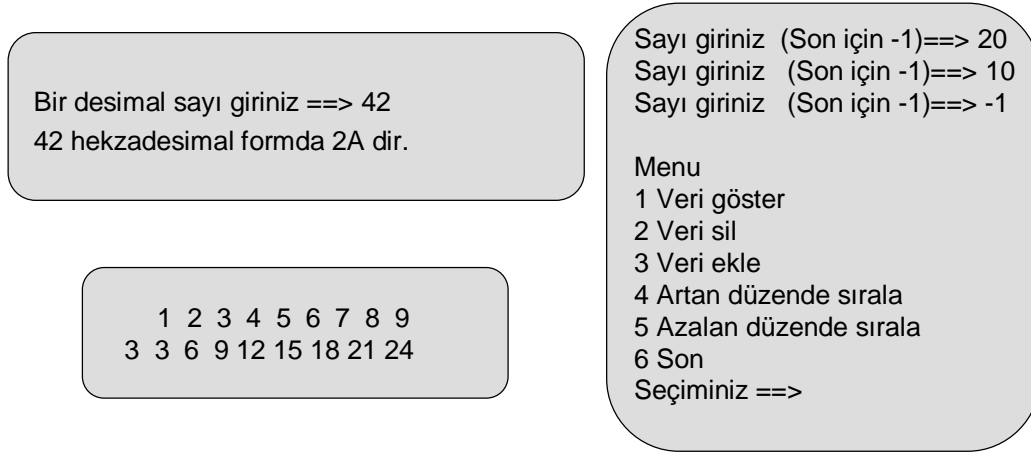 Bir desimal sayı giriniz ==> 42
42 hekzadesimal formda 2A dir.
1 2 3 4 5 6 7 8 9
3 3 6 9 12 15 18 21 24
Sayı giriniz (Son için -1)==> 20
Sayı giriniz (Son için -1)==> 10
Sayı giriniz (Son için -1)==> -1
Menu
1 Veri göster
2 Veri sil
3 Veri ekle
4 Artan düzende sırala
5 Azalan düzende sırala
6 Son
Seçiminiz ==>